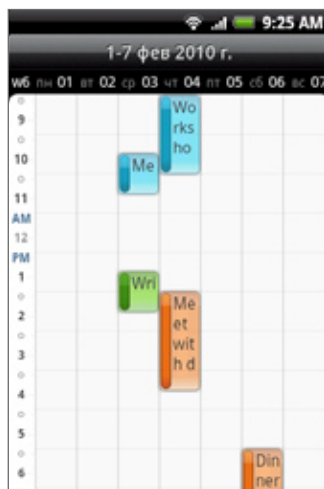 9:25 AM
1-7 фев 2010 г.
w6 пн 01 вт 02 ср 03 чт 04 пт 05 сб 06 вс 07
9
10
11
AM
12
PM
1
2
3
4
5
6
Wo
rks
ho
Me
Wri
Me
et
wit
h d
Din
ner